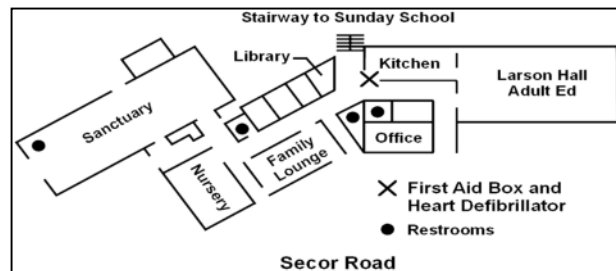 Stairway to Sunday School
Library
Kitchen
Larson Hall
Adult Ed
Sanctuary
Nursery
Family
Lounge
Office
First Aid Box and
Heart Defibrillator
Restrooms
Secor Road